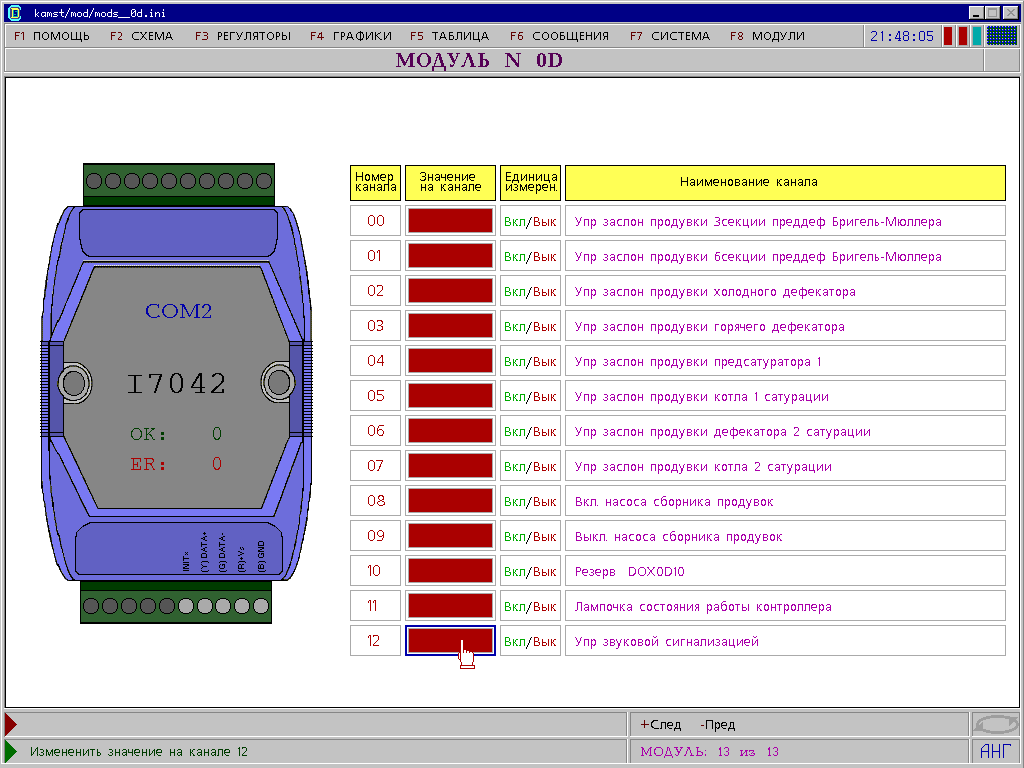 kamst/mod/mods__0d.ini
F1 ПОМОЩЬ F2 СХЕМА F3 РЕГУЛЯТОРЫ F4 ГРАФИКИ F5 ТАБЛИЦА F6 СООБЩЕНИЯ F7 СИСТЕМА F8 МОДУЛИ 21:48:05
МОДУЛЬ N 0D
Номер канала Значение на канале Единица измерен. Наименование канала
00 Вкл/Вык Упр заслон продувки 3секции преддеф Бригель-Мюллера
01 Вкл/Вык Упр заслон продувки 6секции преддеф Бригель-Мюллера
02 Вкл/Вык Упр заслон продувки холодного дефекатора
03 Вкл/Вык Упр заслон продувки горячего дефекатора
04 Вкл/Вык Упр заслон продувки предсатуратора 1
05 Вкл/Вык Упр заслон продувки котла 1 сатурации
06 Вкл/Вык Упр заслон продувки дефекатора 2 сатурации
07 Вкл/Вык Упр заслон продувки котла 2 сатурации
08 Вкл/Вык Вкл. насоса сборника продувок
09 Вкл/Вык Выкл. насоса сборника продувок
10 Вкл/Вык Резерв DOX0D10
11 Вкл/Вык Лампочка состояния работы контроллера
12 Вкл/Вык Упр звуковой сигнализацией
COM2
I7042
OK: 0
ER: 0
INIT*
(Y) DATA+
(G) DATA-
(R)+Vs
(B) GND
+След -Пред
Измененить значение на канале 12
МОДУЛЬ: 13 из 13
АНГ